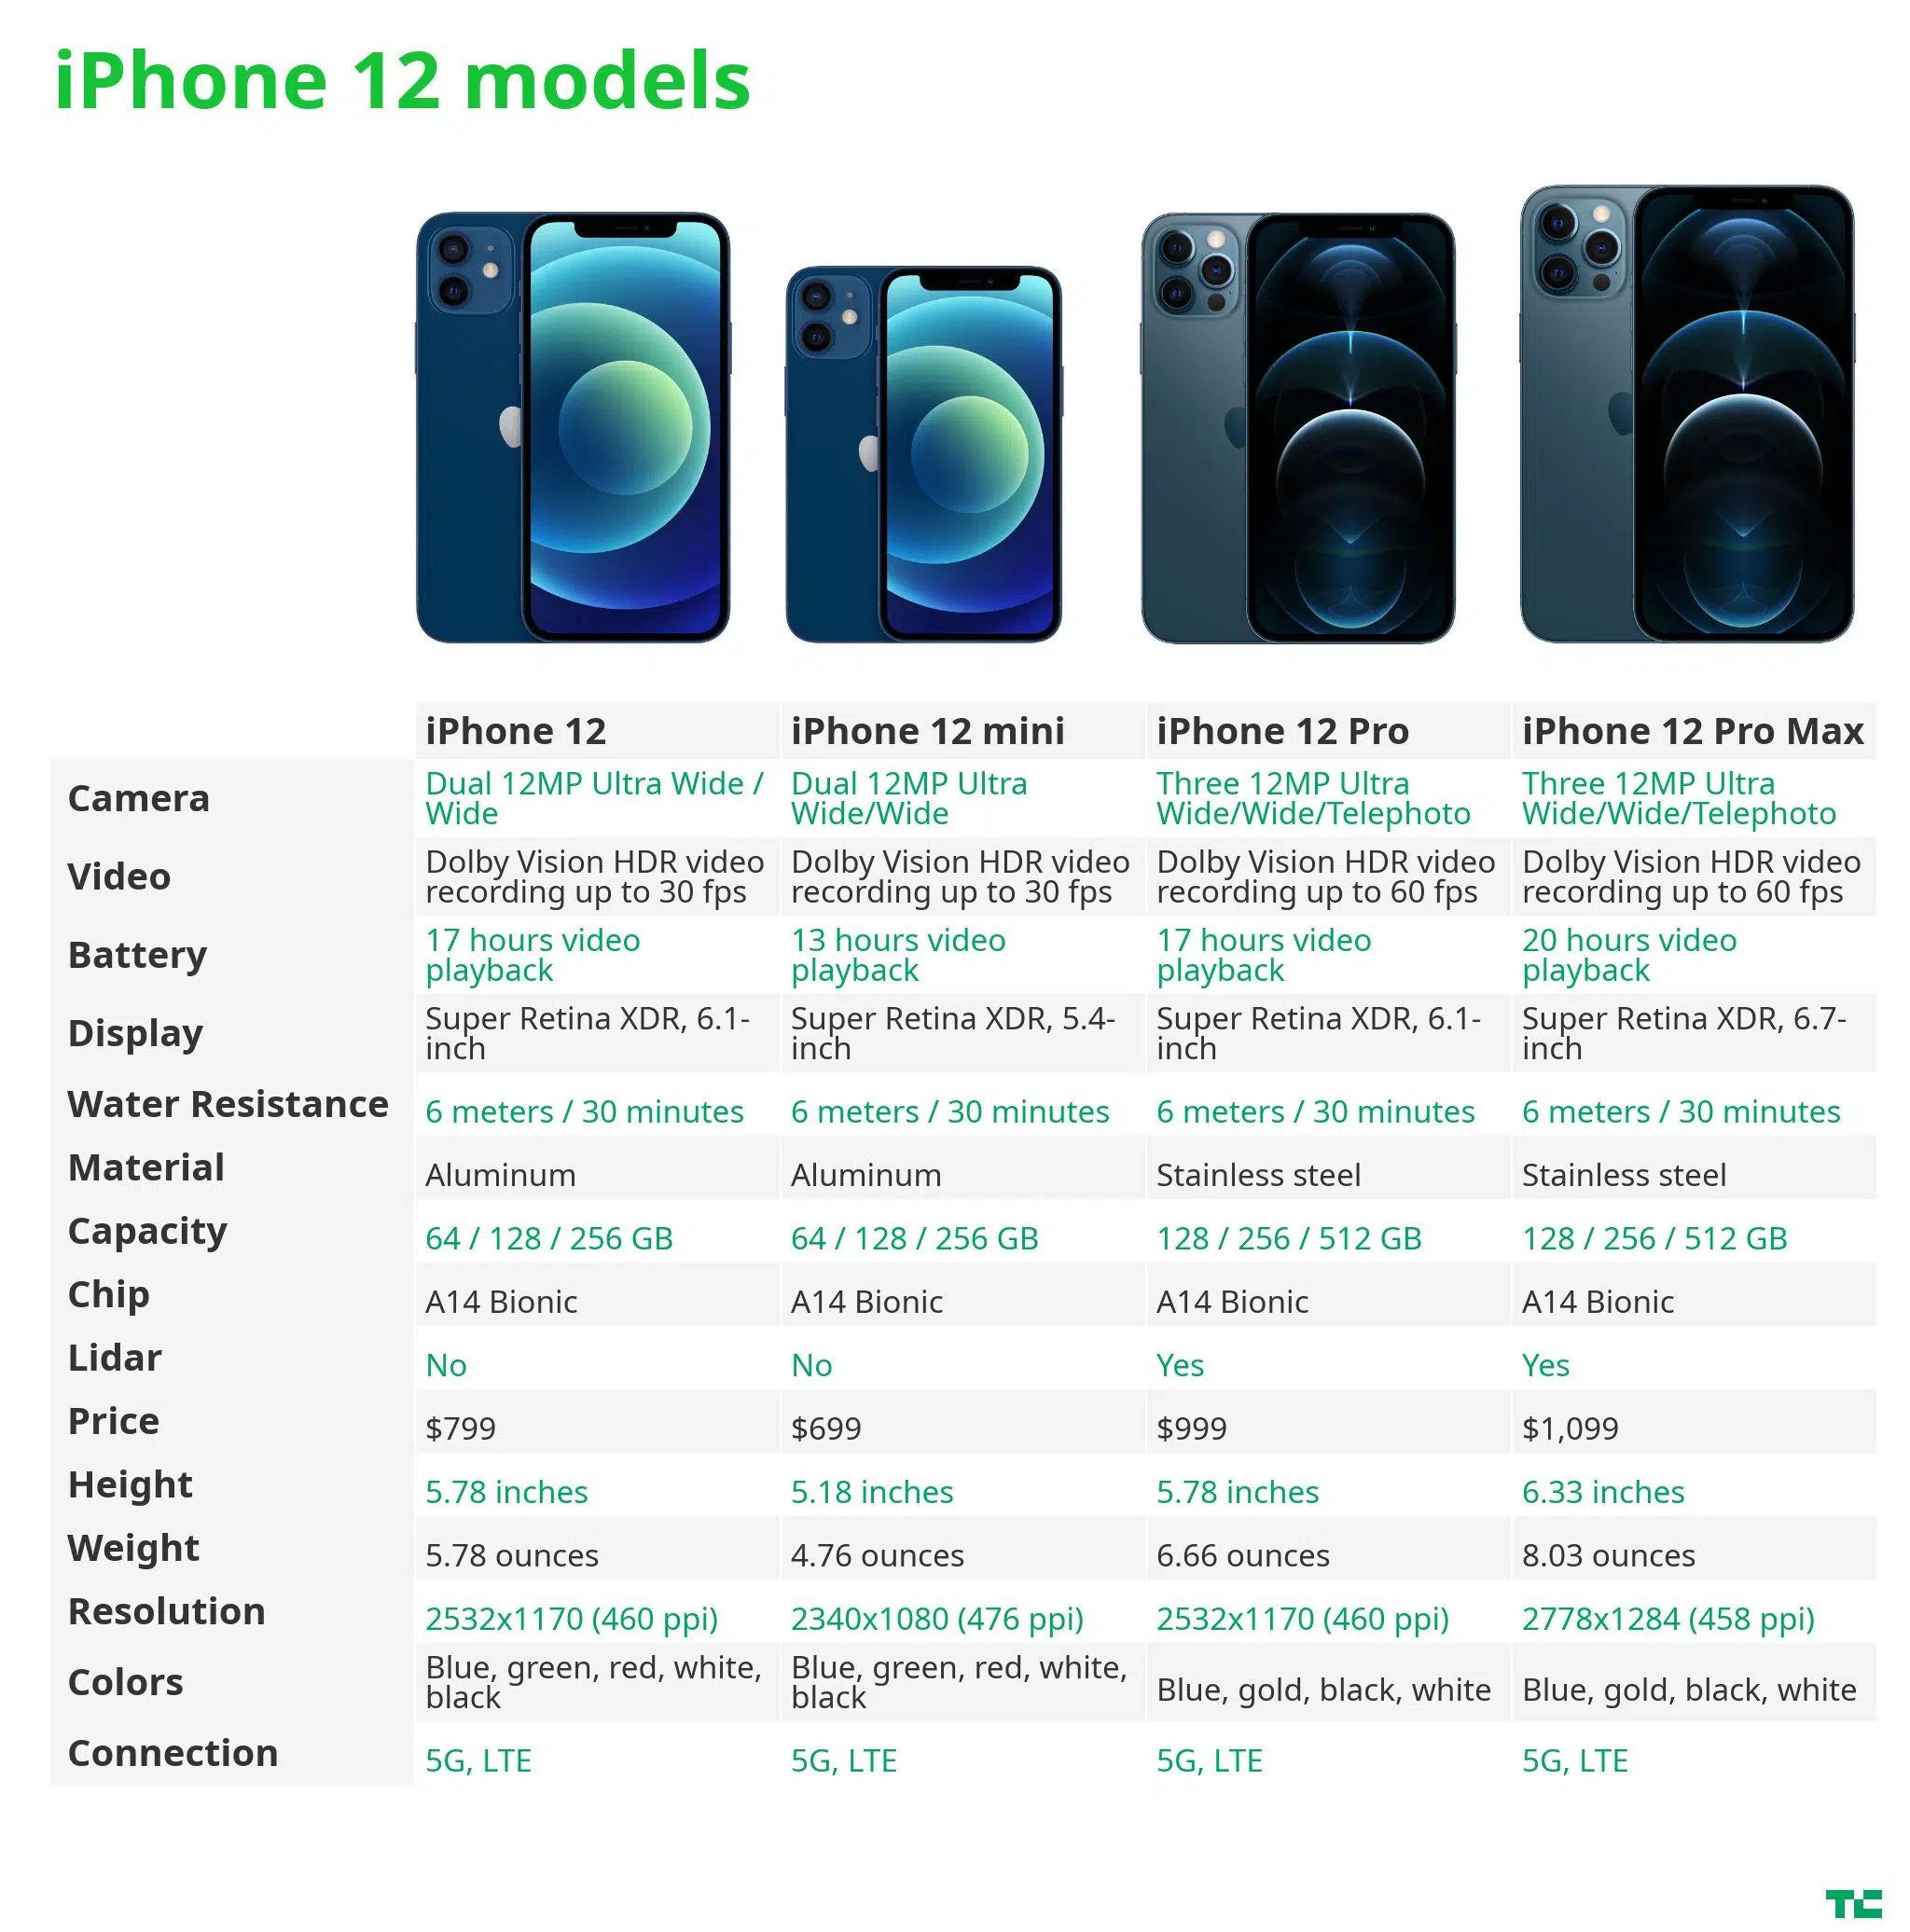 iPhone 12 models
iPhone 12 iPhone 12 mini iPhone 12 Pro iPhone 12 Pro Max
Camera
Dual 12MP Ultra Wide /
Wide
Dual 12MP Ultra
Wide/Wide
Three 12MP Ultra
Wide/Wide/Telephoto
Three 12MP Ultra
Wide/Wide/Telephoto
Video
Dolby Vision HDR video
recording up to 30 fps
Dolby Vision HDR video
recording up to 30 fps
Dolby Vision HDR video
recording up to 60 fps
Dolby Vision HDR video
recording up to 60 fps
Battery
17 hours video
playback
13 hours video
playback
17 hours video
playback
20 hours video
playback
Display
Super Retina XDR, 6.1-
inch
Super Retina XDR, 5.4-
inch
Super Retina XDR, 6.1-
inch
Super Retina XDR, 6.7-
inch
Water Resistance 6 meters / 30 minutes 6 meters / 30 minutes 6 meters / 30 minutes 6 meters / 30 minutes
Material Aluminum Aluminum Stainless steel Stainless steel
Capacity 64 / 128 / 256 GB 64 / 128 / 256 GB 128 / 256 / 512 GB 128 / 256 / 512 GB
Chip A14 Bionic A14 Bionic A14 Bionic A14 Bionic
Lidar No No Yes Yes
Price $799 $699 $999 $1,099
Height 5.78 inches 5.18 inches 5.78 inches 6.33 inches
Weight 5.78 ounces 4.76 ounces 6.66 ounces 8.03 ounces
Resolution 2532x1170 (460 ppi) 2340x1080 (476 ppi) 2532x1170 (460 ppi) 2778x1284 (458 ppi)
Colors
Blue, green, red, white,
black
Blue, green, red, white,
black
Blue, gold, black, white
Blue, gold, black, white
Connection 5G, LTE 5G, LTE 5G, LTE 5G, LTE
TC